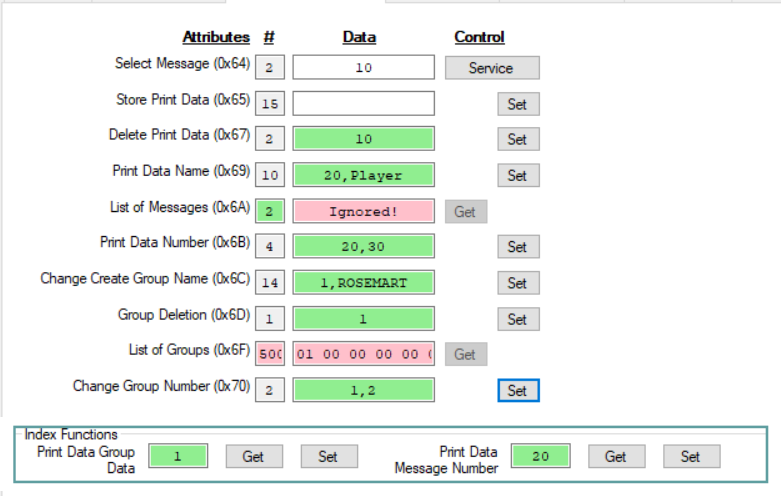 Attributes # Data Control
Select Message (0x64) 2 10 Service
Store Print Data (0x65) 15 Set
Delete Print Data (0x67) 2 10 Set
Print Data Name (0x69) 10 20,Player Set
List of Messages (0x6A) 2 Ignored! Get
Print Data Number (0x6B) 4 20,30 Set
Change Create Group Name (0x6C) 14 1,ROSEMART Set
Group Deletion (0x6D) 1 1 Set
List of Groups (0x6F) 500 01 00 00 00 00 Get
Change Group Number (0x70) 2 1,2 Set
Index Functions
Print Data Group Data 1 Get Set
Print Data Message Number 20 Get Set